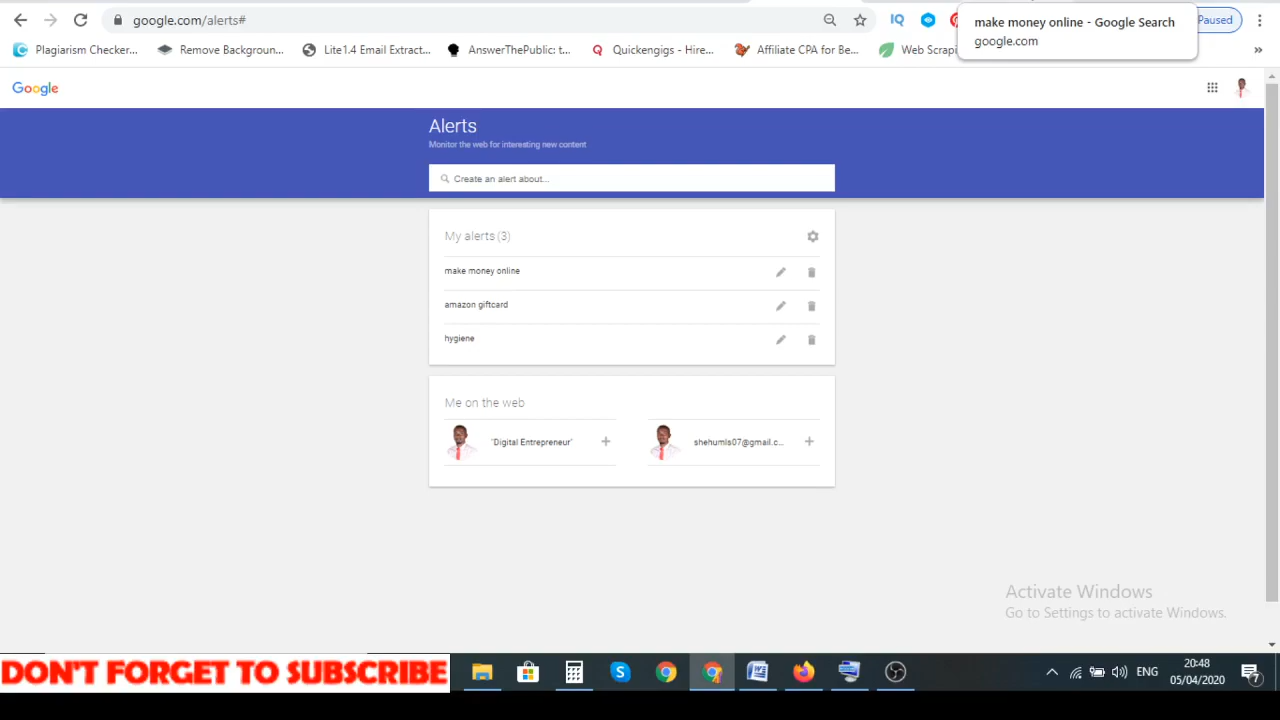 google.com/alerts#
make money online - Google Search
google.com
Paused
Plagiarism Checker...
Remove Backgroun...
Lite1.4 Email Extract...
AnswerThePublic: t...
Quickengigs - Hire...
Affiliate CPA for Be...
Web Scrapi
Google
Alerts
Monitor the web for interesting new content
Create an alert about...
My alerts (3)
make money online
amazon giftcard
hygiene
Me on the web
"Digital Entrepreneur"
shehumls07@gmail.c...
Activate Windows
Go to Settings to activate Windows.
DON'T FORGET TO SUBSCRIBE
ENG
20:48
05/04/2020
7